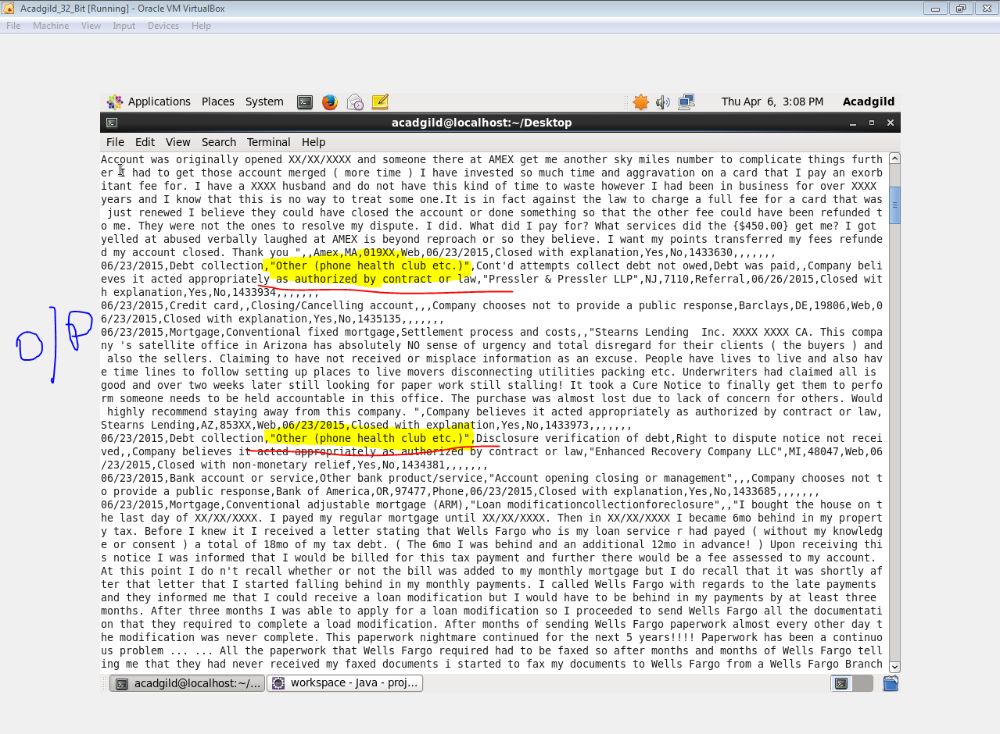 Acadgild_32_Bit [Running] - Oracle VM VirtualBox
File Machine View Input Devices Help
Applications Places System Thu Apr 6, 3:08 PM Acadgild
acadgild@localhost:~/Desktop
File Edit View Search Terminal Help
Account was originally opened XX/XX/XXXX and someone there at AMEX get me another sky miles number to complicate things furth
er I had to get those account merged ( more time ) I have invested so much time and aggravation on a card that I pay an exorb
itant fee for. I have a XXXX husband and do not have this kind of time to waste however I had been in business for over XXXX
years and I know that this is no way to treat some one.It is in fact against the law to charge a full fee for a card that was
just renewed I believe they could have closed the account or done something so that the other fee could have been refunded t
o me. They were not the ones to resolve my dispute. I did. What did I pay for? What services did the {$450.00} get me? I got
yelled at abused verbally laughed at AMEX is beyond reproach or so they believe. I want my points transferred my fees refunde
d my account closed. Thank you ",,Amex,MA,019XX,Web,06/23/2015,Closed with explanation,Yes,No,1433630,,,,,,,
06/23/2015,Debt collection,"Other (phone health club etc.)",Cont'd attempts collect debt not owed,Debt was paid,,Company beli
eves it acted appropriately as authorized by contract or law,"Pressler & Pressler LLP",NJ,7110,Referral,06/26/2015,Closed wit
h explanation,Yes,No,1433934,,,,,,,
06/23/2015,Credit card,,Closing/Cancelling account,,,Company chooses not to provide a public response,Barclays,DE,19806,Web,0
6/23/2015,Closed with explanation,Yes,No,1435135,,,,,,,
06/23/2015,Mortgage,Conventional fixed mortgage,Settlement process and costs,,"Stearns Lending  Inc. XXXX XXXX CA. This compa
ny 's satellite office in Arizona has absolutely NO sense of urgency and total disregard for their clients ( the buyers ) and
also the sellers. Claiming to have not received or misplace information as an excuse. People have lives to live and also hav
e time lines to follow setting up places to live movers disconnecting utilities packing etc. Underwriters had claimed all is
good and over two weeks later still looking for paper work still stalling! It took a Cure Notice to finally get them to perfo
rm someone needs to be held accountable in this office. The purchase was almost lost due to lack of concern for others. Would
highly recommend staying away from this company. ",Company believes it acted appropriately as authorized by contract or law,
Stearns Lending,AZ,853XX,Web,06/23/2015,Closed with explanation,Yes,No,1433973,,,,,,,
06/23/2015,Debt collection,"Other (phone health club etc.)",Disclosure verification of debt,Right to dispute notice not recei
ved,,Company believes it acted appropriately as authorized by contract or law,"Enhanced Recovery Company LLC",MI,48047,Web,06
/23/2015,Closed with non-monetary relief,Yes,No,1434381,,,,,,,
06/23/2015,Bank account or service,Other bank product/service,"Account opening closing or management",,,Company chooses not t
o provide a public response,Bank of America,OR,97477,Phone,06/23/2015,Closed with explanation,Yes,No,1433685,,,,,,,
06/23/2015,Mortgage,Conventional adjustable mortgage (ARM),"Loan modificationcollectionforeclosure",,"I bought the house on t
he last day of XX/XX/XXXX. I payed my regular mortgage until XX/XX/XXXX. Then in XX/XX/XXXX I became 6mo behind in my propert
y tax. Before I knew it I received a letter stating that Wells Fargo who is my loan service r had payed ( without my knowledg
e or consent ) a total of 18mo of my tax debt. ( The 6mo I was behind and an additional 12mo in advance! ) Upon receiving thi
s notice I was informed that I would be billed for this tax payment and further there would be a fee assessed to my account.
At this point I do n't recall whether or not the bill was added to my monthly mortgage but I do recall that it was shortly af
ter that letter that I started falling behind in my monthly payments. I called Wells Fargo with regards to the late payments
and they informed me that I could receive a loan modification but I would have to be behind in my payments by at least three
months. After three months I was able to apply for a loan modification so I proceeded to send Wells Fargo all the documentati
on that they required to complete a load modification. After months of sending Wells Fargo paperwork almost every other day t
he modification was never complete. This paperwork nightmare continued for the next 5 years!!!! Paperwork has been a continuo
us problem ... ... All the paperwork that Wells Fargo required had to be faxed so after months and months of Wells Fargo tell
ing me that they had never received my faxed documents i started to fax my documents to Wells Fargo from a Wells Fargo Branch
O/P
acadgild@localhost:~/... workspace - Java - proj...